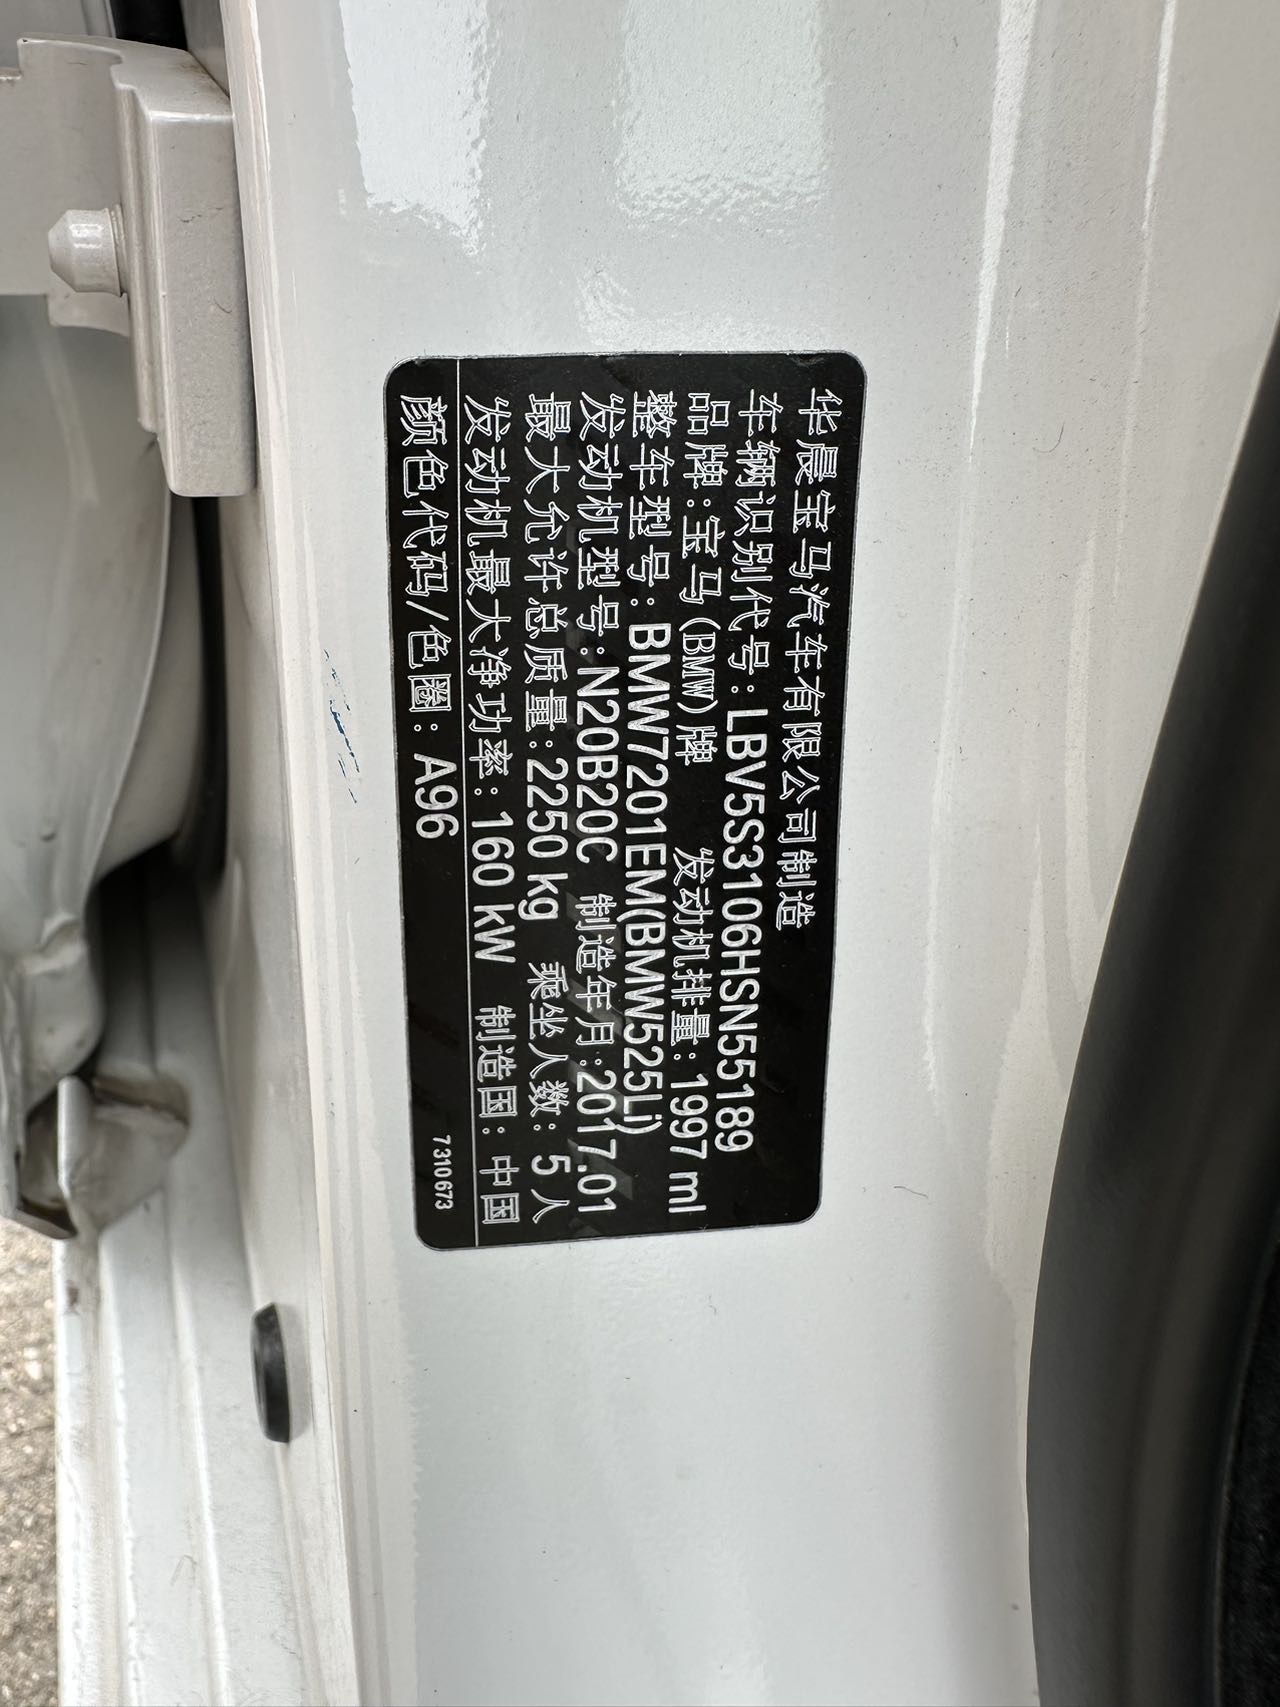 华晨宝马汽车有限公司制造
车辆识别代号:LBV5S3106HSN55189
品牌:宝马(BMW)牌 发动机排量:1997 ml
整车型号:BMW7201EM(BMW525Li)
发动机型号:N20B20C 制造年月:2017.01
最大允许总质量:2250 kg 乘坐人数:5人
发动机最大净功率:160 kW 制造国:中国
颜色代码/色圈:A96 7310673